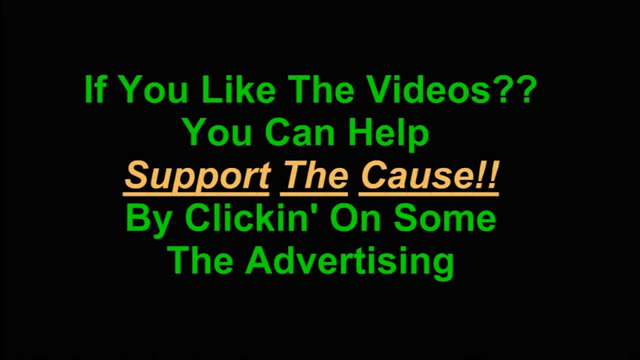 If You Like The Videos??
You Can Help
Support The Cause!!
By Clickin' On Some
The Advertising